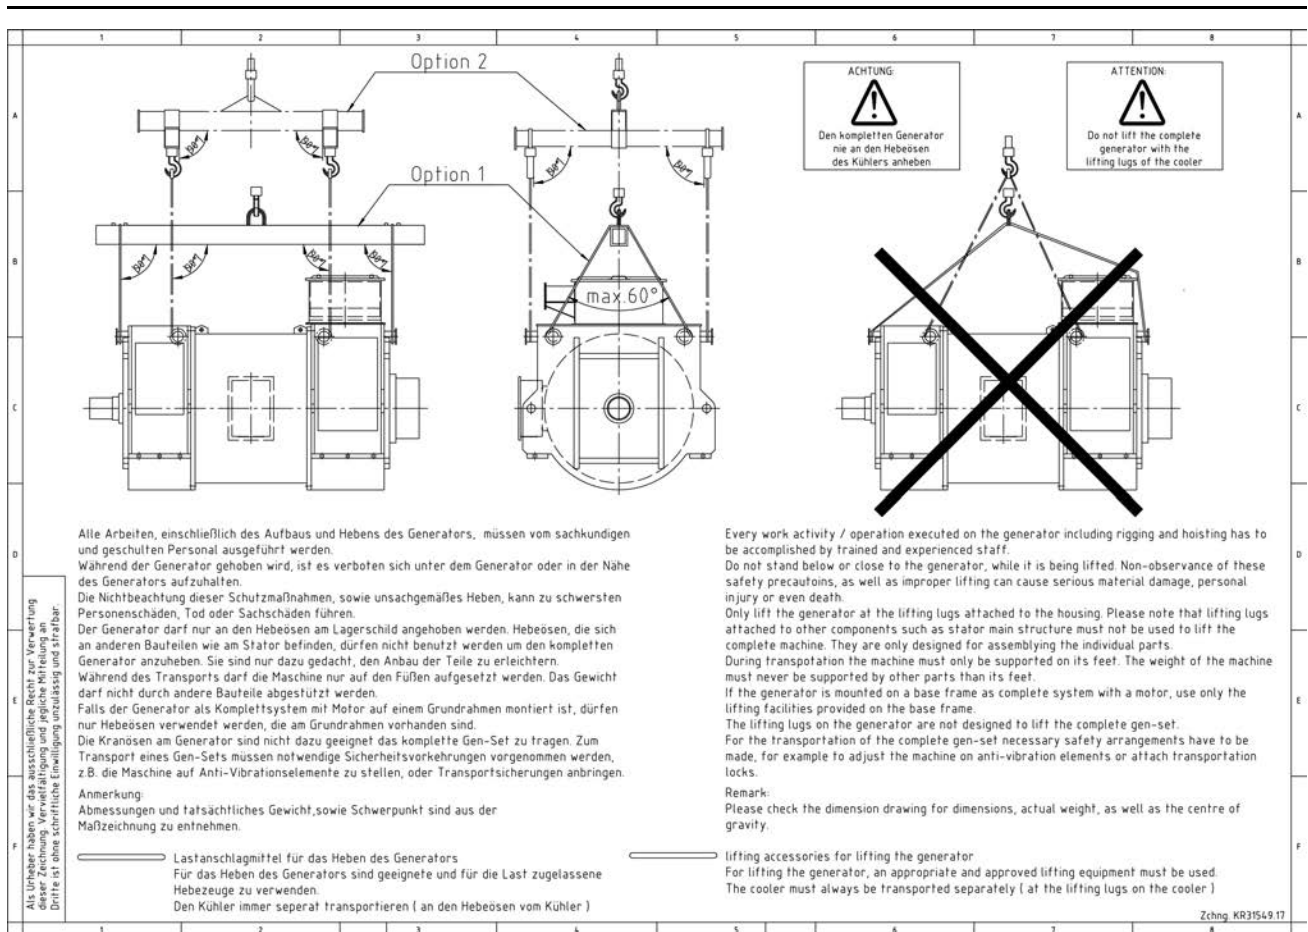 1 2 3 4 5 6 7 8
Option 2
Option 1
max.60°
ACHTUNG:
Den kompletten Generator
nie an den Hebeösen
des Kühlers anheben
ATTENTION:
Do not lift the complete
generator with the
lifting lugs of the cooler
A A
B B
C C
D D
E E
F F
Alle Arbeiten, einschließlich des Aufbaus und Hebens des Generators, müssen vom sachkundigen
und geschulten Personal ausgeführt werden.
Während der Generator gehoben wird, ist es verboten sich unter dem Generator oder in der Nähe
des Generators aufzuhalten.
Die Nichtbeachtung dieser Schutzmaßnahmen, sowie unsachgemäßes Heben, kann zu schwersten
Personenschäden, Tod oder Sachschäden führen.
Der Generator darf nur an den Hebeösen am Lagerschild angehoben werden. Hebeösen, die sich
an anderen Bauteilen wie am Stator befinden, dürfen nicht benutzt werden um den kompletten
Generator anzuheben. Sie sind nur dazu gedacht, den Anbau der Teile zu erleichtern.
Während des Transports darf die Maschine nur auf den Füßen aufgesetzt werden. Das Gewicht
darf nicht durch andere Bauteile abgestützt werden.
Falls der Generator als Komplettsystem mit Motor auf einem Grundrahmen montiert ist, dürfen
nur Hebeösen verwendet werden, die am Grundrahmen vorhanden sind.
Die Kranösen am Generator sind nicht dazu geeignet das komplette Gen-Set zu tragen. Zum
Transport eines Gen-Sets müssen notwendige Sicherheitsvorkehrungen vorgenommen werden,
z.B. die Maschine auf Anti-Vibrationselemente zu stellen, oder Transportsicherungen anbringen.
Anmerkung:
Abmessungen und tatsächtliches Gewicht,sowie Schwerpunkt sind aus der
Maßzeichnung zu entnehmen.
Lastanschlagmittel für das Heben des Generators
Für das Heben des Generators sind geeignete und für die Last zugelassene
Hebezeuge zu verwenden.
Den Kühler immer seperat transportieren ( an den Hebeösen vom Kühler )
Every work activity / operation executed on the generator including rigging and hoisting has to
be accomplished by trained and experienced staff.
Do not stand below or close to the generator, while it is being lifted. Non-observance of these
safety precautoins, as well as improper lifting can cause serious material damage, personal
injury or even death.
Only lift the generator at the lifting lugs attached to the housing. Please note that lifting lugs
attached to other components such as stator main structure must not be used to lift the
complete machine. They are only designed for assemblying the individual parts.
During transpotation the machine must only be supported on its feet. The weight of the machine
must never be supported by other parts than its feet.
If the generator is mounted on a base frame as complete system with a motor, use only the
lifting facilities provided on the base frame.
The lifting lugs on the generator are not designed to lift the complete gen-set.
For the transportation of the complete gen-set necessary safety arrangements have to be
made, for example to adjust the machine on anti-vibration elements or attach transportation
locks.
Remark:
Please check the dimension drawing for dimensions, actual weight, as well as the centre of
gravity.
lifting accessories for lifting the generator
For lifting the generator, an appropriate and approved lifting equipment must be used.
The cooler must always be transported separately ( at the lifting lugs on the cooler )
Als Urheber haben wir das ausschließliche Recht zur Verwertung
dieser Zeichnung. Vervielfältigung und jegliche Mitteilung an
Dritte ist ohne schriftliche Einwilligung unzulässig und strafbar.
Zchng. KR31549.17
1 2 3 4 5 6 7 8